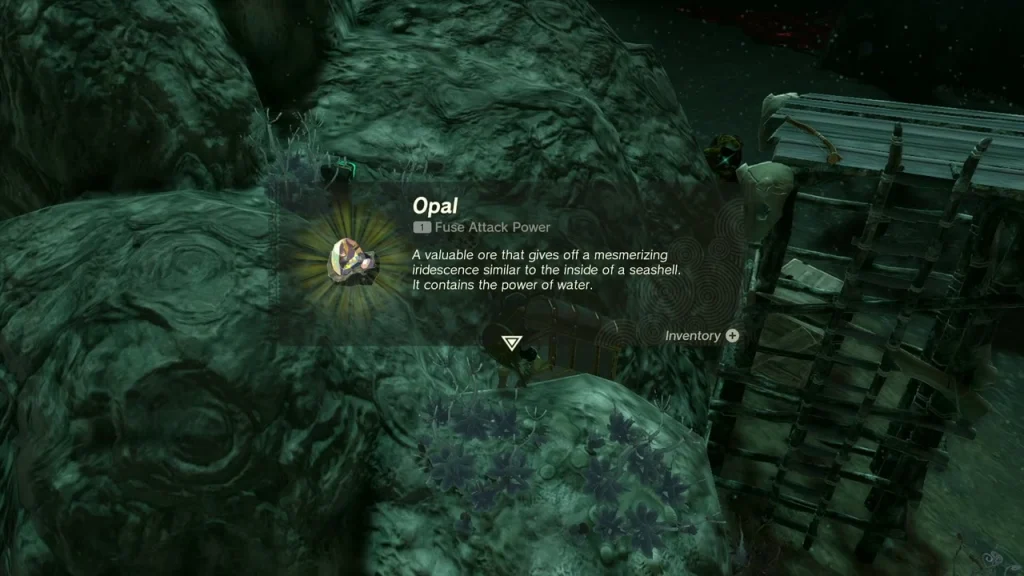 Opal
1 Fuse Attack Power
A valuable ore that gives off a mesmerizing
iridescence similar to the inside of a seashell.
It contains the power of water.
Inventory